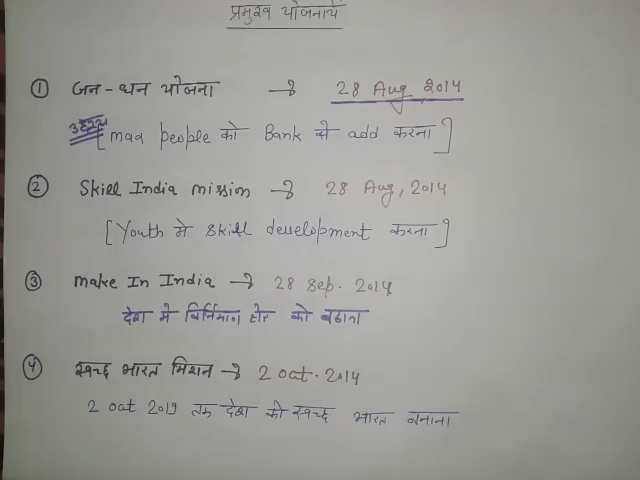 प्रमुख योजनायें
① जन-धन योजना → 28 Aug 2014
उद्देश्य [max people को Bank से add करना]
② Skill India mission → 28 Aug, 2014
[Youth मे skill development करना]
③ make In India → 28 Sep. 2014
देश मे विनिर्माण क्षेत्र को बढाना
④ स्वच्छ भारत मिशन → 2 oct. 2014
2 oct 2019 तक देश को स्वच्छ भारत बनाना